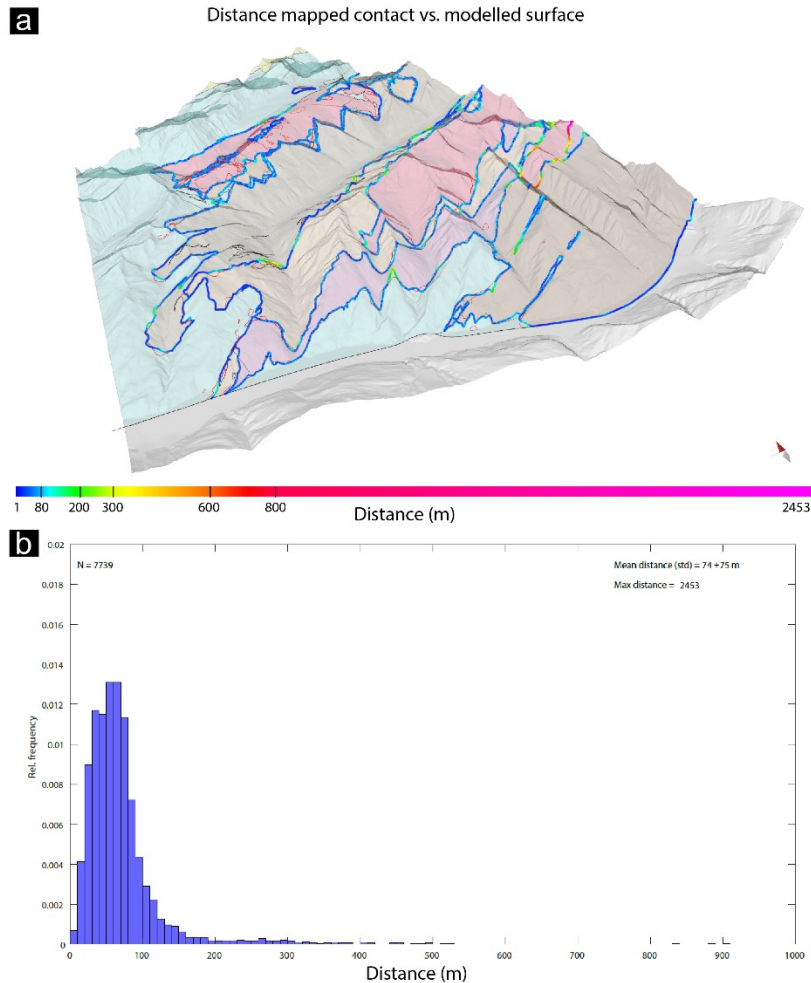 a
Distance mapped contact vs. modelled surface
1 80 200 300 600 800 2453
Distance (m)
b
0.02
N = 7739
Mean distance (std) = 74 +75 m
Max distance = 2453
0.018
0.016
0.014
0.012
0.01
Rel. frequency
0.008
0.006
0.004
0.002
0
0 100 200 300 400 500 600 700 800 900 1000
Distance (m)